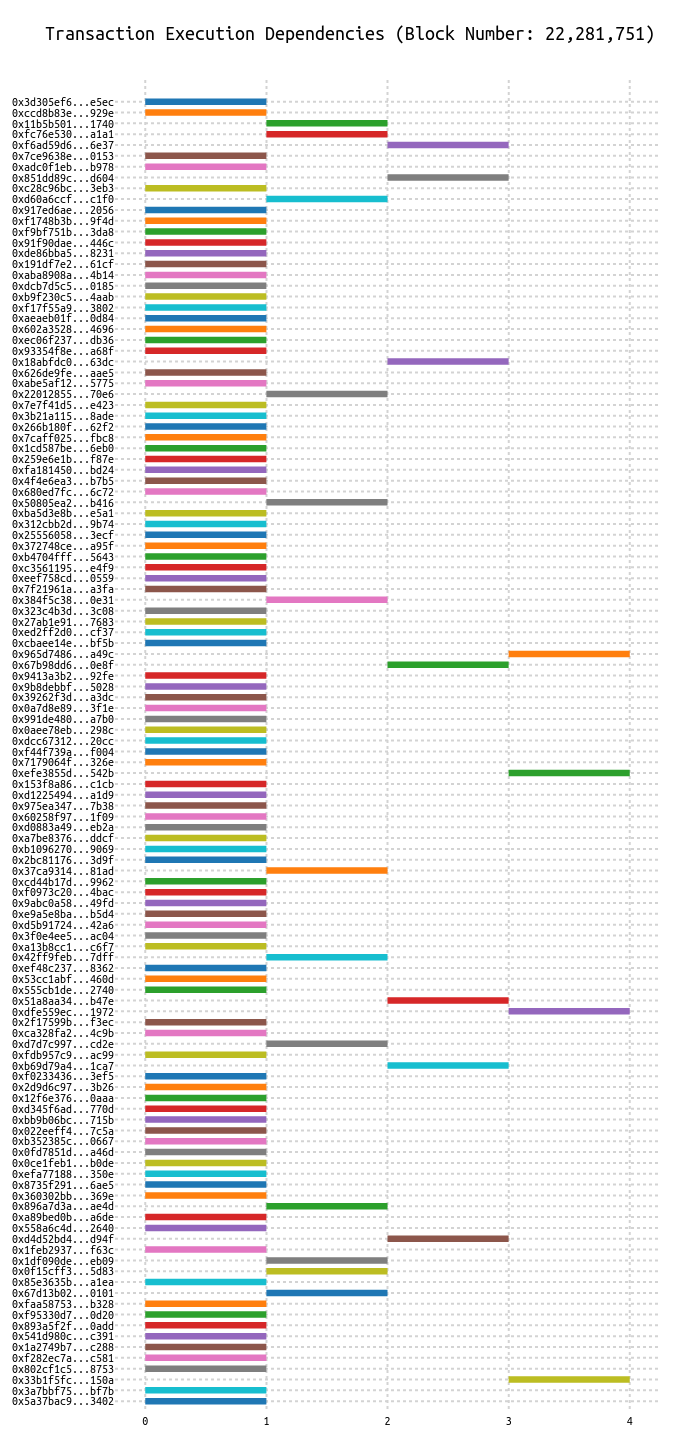 Transaction Execution Dependencies (Block Number: 22,281,751)
0x3d305ef6...e5ec
0xccd8b83e...929e
0x11b5b501...1740
0xfc76e530...a1a1
0xf6ad59d6...6e37
0x7ce9638e...0153
0xadc0f1eb...b978
0x851dd89c...d604
0xc28c96bc...3eb3
0xd60a6ccf...c1f0
0x917ed6ae...2056
0xf1748b3b...9f4d
0xf9bf751b...3da8
0x91f90dae...446c
0xde86bba5...8231
0x191df7e2...61cf
0xaba8908a...4b14
0xdcb7d5c5...0185
0xb9f230c5...4aab
0xf17f55a9...3802
0xaeaeb01f...0d84
0x602a3528...4696
0xec06f237...db36
0x93354f8e...a68f
0x18abfdc0...63dc
0x626de9fe...aae5
0xabe5af12...5775
0x22012855...70e6
0x7e7f41d5...e423
0x3b21a115...8ade
0x266b180f...62f2
0x7caff025...fbc8
0x1cd587be...6eb0
0x259e6e1b...f87e
0xfa181450...bd24
0x4f4e6ea3...b7b5
0x680ed7fc...6c72
0x50805ea2...b416
0xba5d3e8b...e5a1
0x312cbb2d...9b74
0x25556058...3ecf
0x372748ce...a95f
0xb4704fff...5643
0xc3561195...e4f9
0xeef758cd...0559
0x7f21961a...a3fa
0x384f5c38...0e31
0x323c4b3d...3c08
0x27ab1e91...7683
0xed2ff2d0...cf37
0xcbaee14e...bf5b
0x965d7486...a49c
0x67b98dd6...0e8f
0x9413a3b2...92fe
0x9b8debbf...5028
0x39262f3d...a3dc
0x0a7d8e89...3f1e
0x991de480...a7b0
0x0aee78eb...298c
0xdcc67312...20cc
0xf44f739a...f004
0x7179064f...326e
0xefe3855d...542b
0x153f8a86...c1cb
0xd1225494...a1d9
0x975ea347...7b38
0x60258f97...1f09
0xd0883a49...eb2a
0xa7be8376...ddcf
0xb1096270...9069
0x2bc81176...3d9f
0x37ca9314...81ad
0xcd44b17d...9962
0xf0973c20...4bac
0x9abc0a58...49fd
0xe9a5e8ba...b5d4
0xd5b91724...42a6
0x3f0e4ee5...ac04
0xa13b8cc1...c6f7
0x42ff9feb...7dff
0xef48c237...8362
0x53cc1abf...460d
0x555cb1de...2740
0x51a8aa34...b47e
0xdfe559ec...1972
0x2f17599b...f3ec
0xca328fa2...4c9b
0xd7d7c997...cd2e
0xfdb957c9...ac99
0xb69d79a4...1ca7
0xf0233436...3ef5
0x2d9d6c97...3b26
0x12f6e376...0aaa
0xd345f6ad...770d
0xbb9b06bc...715b
0x022eeff4...7c5a
0xb352385c...0667
0x0fd7851d...a46d
0x0ce1feb1...b0de
0xefa77188...350e
0x8735f291...6ae5
0x360302bb...369e
0x896a7d3a...ae4d
0xa89bed0b...a6de
0x558a6c4d...2640
0xd4d52bd4...d94f
0x1feb2937...f63c
0x1df090de...eb09
0x0f15cff3...5d83
0x85e3635b...a1ea
0x67d13b02...0101
0xfaa58753...b328
0xf95330d7...0d20
0x893a5f2f...0add
0x541d980c...c391
0x1a2749b7...c288
0xf282ec7a...c581
0x802cf1c5...8753
0x33b1f5fc...150a
0x3a7bbf75...bf7b
0x5a37bac9...3402
0 1 2 3 4